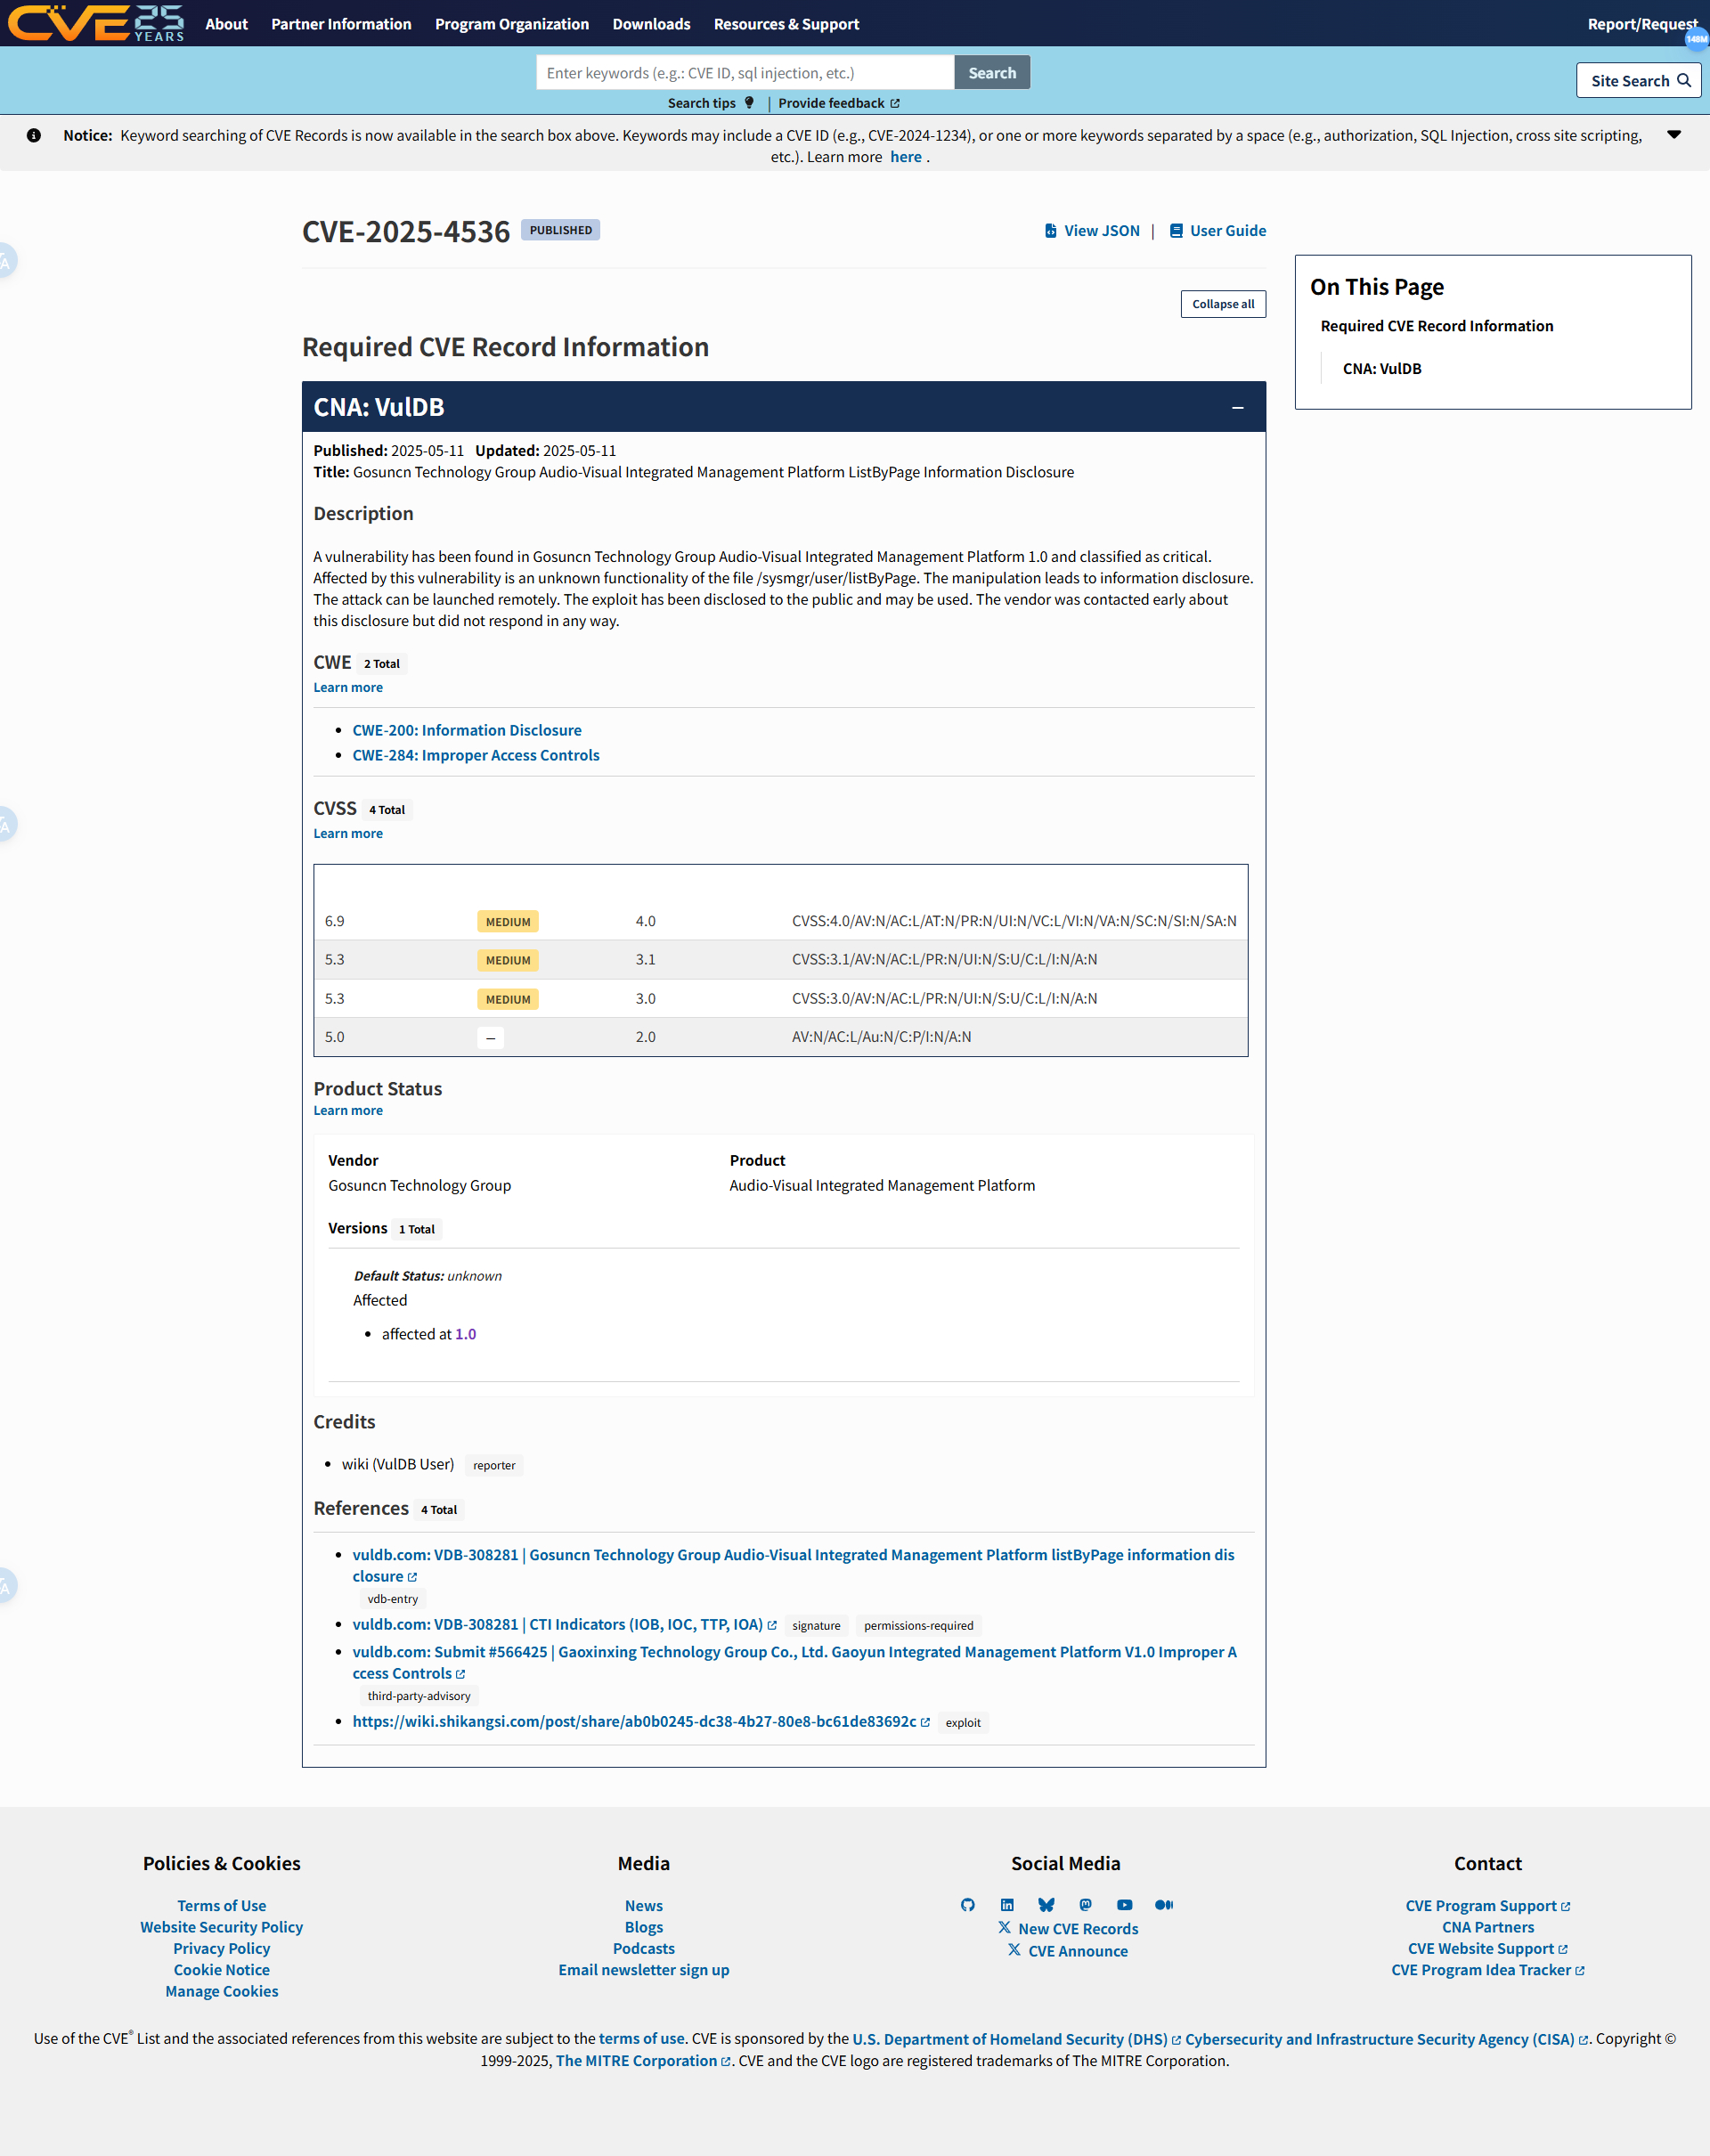 CVE 25 YEARS
About Partner Information Program Organization Downloads Resources & Support Report/Request
148M
Enter keywords (e.g.: CVE ID, sql injection, etc.) Search
Site Search
Search tips | Provide feedback
Notice: Keyword searching of CVE Records is now available in the search box above. Keywords may include a CVE ID (e.g., CVE-2024-1234), or one or more keywords separated by a space (e.g., authorization, SQL Injection, cross site scripting,
etc.). Learn more here .
CVE-2025-4536 PUBLISHED View JSON | User Guide
On This Page
Required CVE Record Information
CNA: VulDB
Collapse all
Required CVE Record Information
CNA: VulDB –
Published: 2025-05-11 Updated: 2025-05-11
Title: Gosuncn Technology Group Audio-Visual Integrated Management Platform ListByPage Information Disclosure
Description
A vulnerability has been found in Gosuncn Technology Group Audio-Visual Integrated Management Platform 1.0 and classified as critical.
Affected by this vulnerability is an unknown functionality of the file /sysmgr/user/listByPage. The manipulation leads to information disclosure.
The attack can be launched remotely. The exploit has been disclosed to the public and may be used. The vendor was contacted early about
this disclosure but did not respond in any way.
CWE 2 Total
Learn more
• CWE-200: Information Disclosure
• CWE-284: Improper Access Controls
CVSS 4 Total
Learn more
6.9 MEDIUM 4.0 CVSS:4.0/AV:N/AC:L/AT:N/PR:N/UI:N/VC:L/VI:N/VA:N/SC:N/SI:N/SA:N
5.3 MEDIUM 3.1 CVSS:3.1/AV:N/AC:L/PR:N/UI:N/S:U/C:L/I:N/A:N
5.3 MEDIUM 3.0 CVSS:3.0/AV:N/AC:L/PR:N/UI:N/S:U/C:L/I:N/A:N
5.0 – 2.0 AV:N/AC:L/Au:N/C:P/I:N/A:N
Product Status
Learn more
Vendor Product
Gosuncn Technology Group Audio-Visual Integrated Management Platform
Versions 1 Total
Default Status: unknown
Affected
• affected at 1.0
Credits
• wiki (VulDB User) reporter
References 4 Total
• vuldb.com: VDB-308281 | Gosuncn Technology Group Audio-Visual Integrated Management Platform listByPage information dis
closure
vdb-entry
• vuldb.com: VDB-308281 | CTI Indicators (IOB, IOC, TTP, IOA) signature permissions-required
• vuldb.com: Submit #566425 | Gaoxinxing Technology Group Co., Ltd. Gaoyun Integrated Management Platform V1.0 Improper A
ccess Controls
third-party-advisory
• https://wiki.shikangsi.com/post/share/ab0b0245-dc38-4b27-80e8-bc61de83692c exploit
Policies & Cookies Media Social Media Contact
Terms of Use News CVE Program Support
Website Security Policy Blogs New CVE Records CNA Partners
Privacy Policy Podcasts CVE Announce CVE Website Support
Cookie Notice Email newsletter sign up CVE Program Idea Tracker
Manage Cookies
Use of the CVE® List and the associated references from this website are subject to the terms of use. CVE is sponsored by the U.S. Department of Homeland Security (DHS) Cybersecurity and Infrastructure Security Agency (CISA). Copyright ©
1999-2025, The MITRE Corporation. CVE and the CVE logo are registered trademarks of The MITRE Corporation.